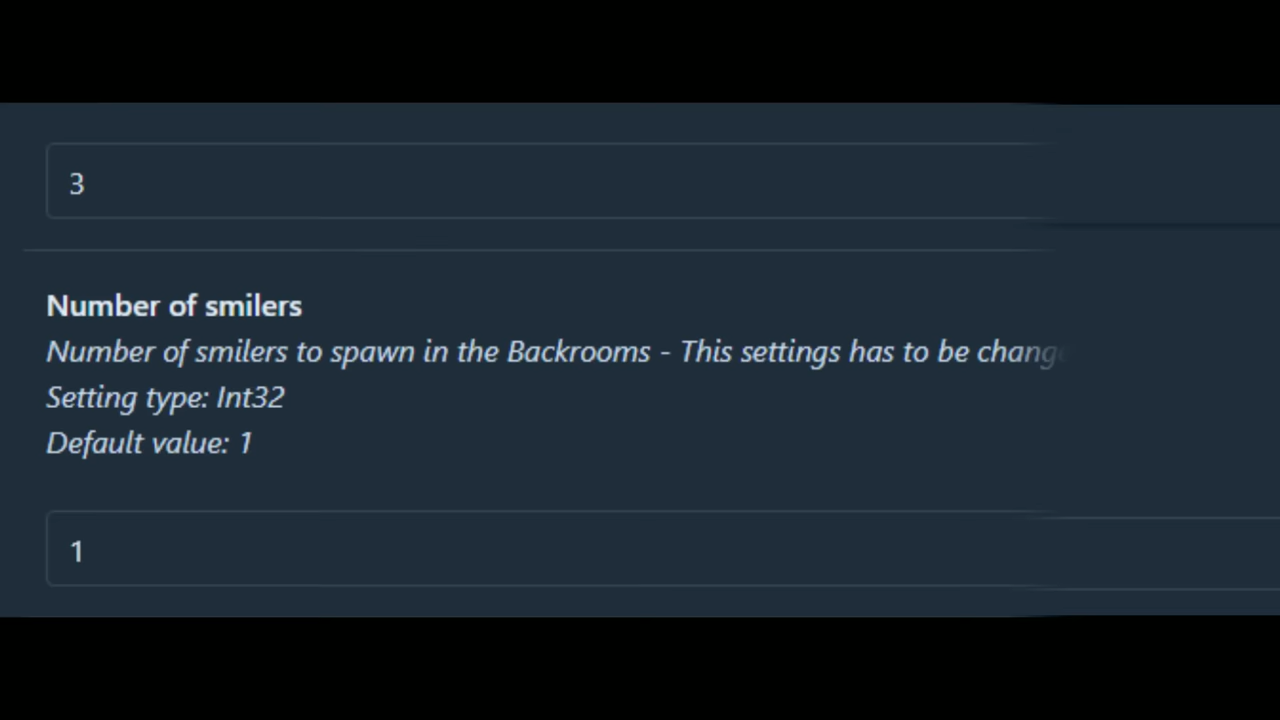 3
Number of smilers
Number of smilers to spawn in the Backrooms - This settings has to be
Setting type: Int32
Default value: 1
1